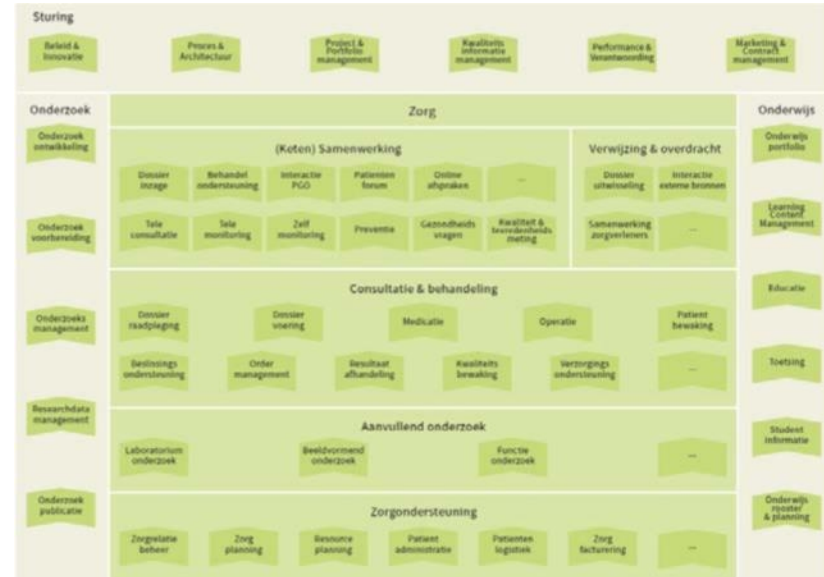 Sturing
Beleid &
Innovatie
Proces &
Architectuur
Project &
Portfolio
management
Kwaliteits
informatie
management
Performance &
Verantwoording
Marketing &
Contract
management
Onderzoek
Onderzoek
ontwikkeling
Onderzoek
voorbereiding
Onderzoeks
management
Researchdata
management
Onderzoek
publicatie
Zorg
(Keten) Samenwerking
Dossier
inzage
Behandel
ondersteuning
Interactie
PGO
Patienten
forum
Online
afspraken
...
Tele
consultatie
Tele
monitoring
Zelf
monitoring
Preventie
Gezondheids
vragen
Kwaliteit &
tevredenheids
meting
Verwijzing & overdracht
Dossier
uitwisseling
Interactie
externe bronnen
Samenwerking
zorgverleners
...
Consultatie & behandeling
Dossier
raadpleging
Dossier
voering
Medicatie
Operatie
Patient
bewaking
Beslissings
ondersteuning
Order
management
Resultaat
afhandeling
Kwaliteits
bewaking
Verzorgings
ondersteuning
...
Aanvullend onderzoek
Laboratorium
onderzoek
Beeldvormend
onderzoek
Functie
onderzoek
...
Zorgondersteuning
Zorgrelatie
beheer
Zorg
planning
Resource
planning
Patient
administratie
Patienten
logistiek
Zorg
facturering
...
Onderwijs
Onderwijs
portfolio
Learning
Content
Management
Educatie
Toetsing
Student
informatie
Onderwijs
rooster
& planning